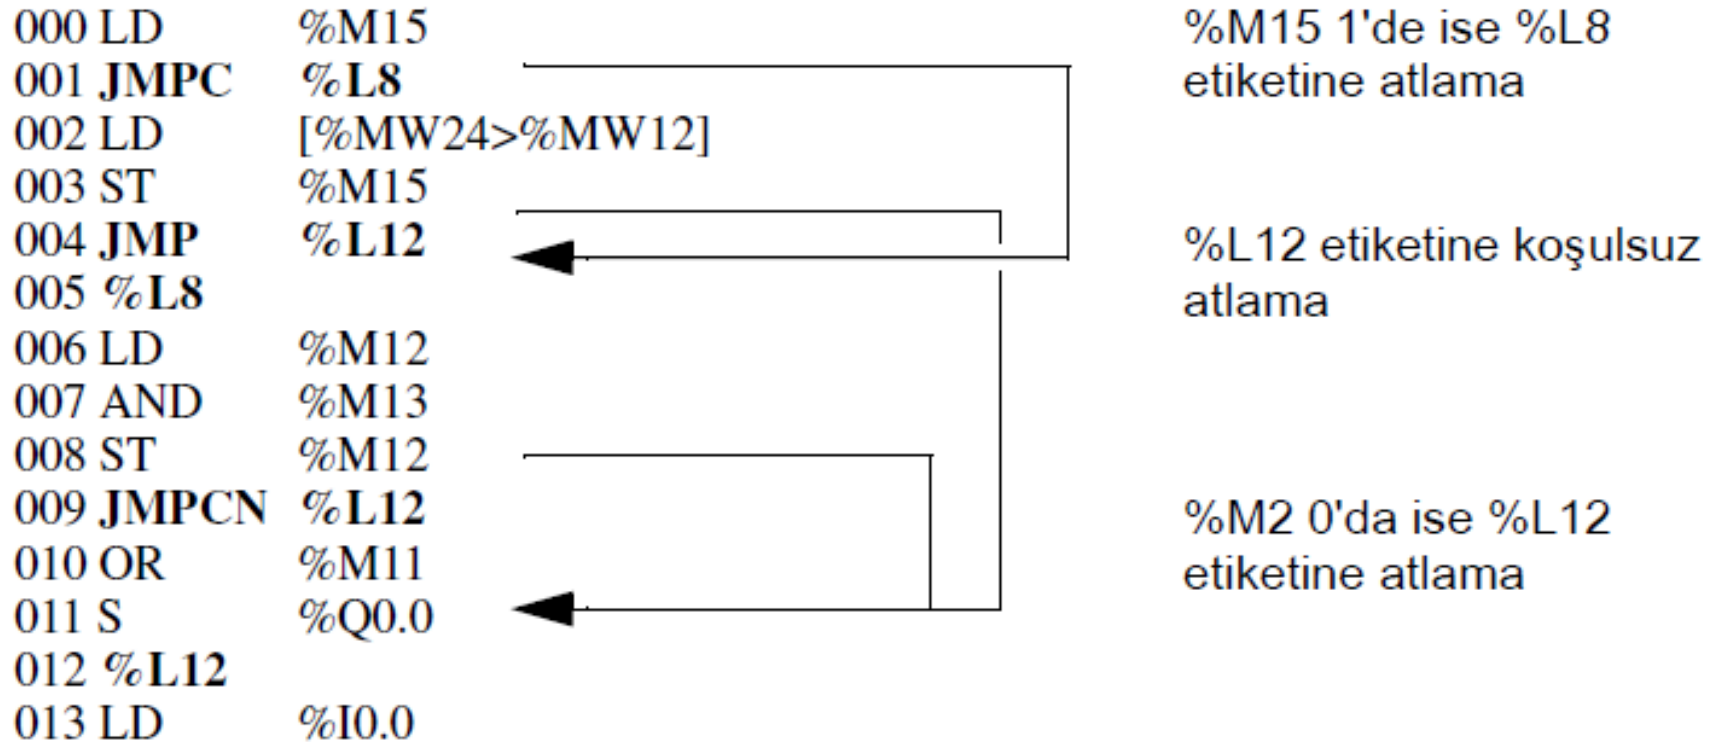 000 LD %M15
001 JMPC %L8
002 LD [%MW24>%MW12]
003 ST %M15
004 JMP %L12
005 %L8
006 LD %M12
007 AND %M13
008 ST %M12
009 JMPCN %L12
010 OR %M11
011 S %Q0.0
012 %L12
013 LD %I0.0
%M15 1'de ise %L8
etiketine atlama
%L12 etiketine koşulsuz
atlama
%M2 0'da ise %L12
etiketine atlama